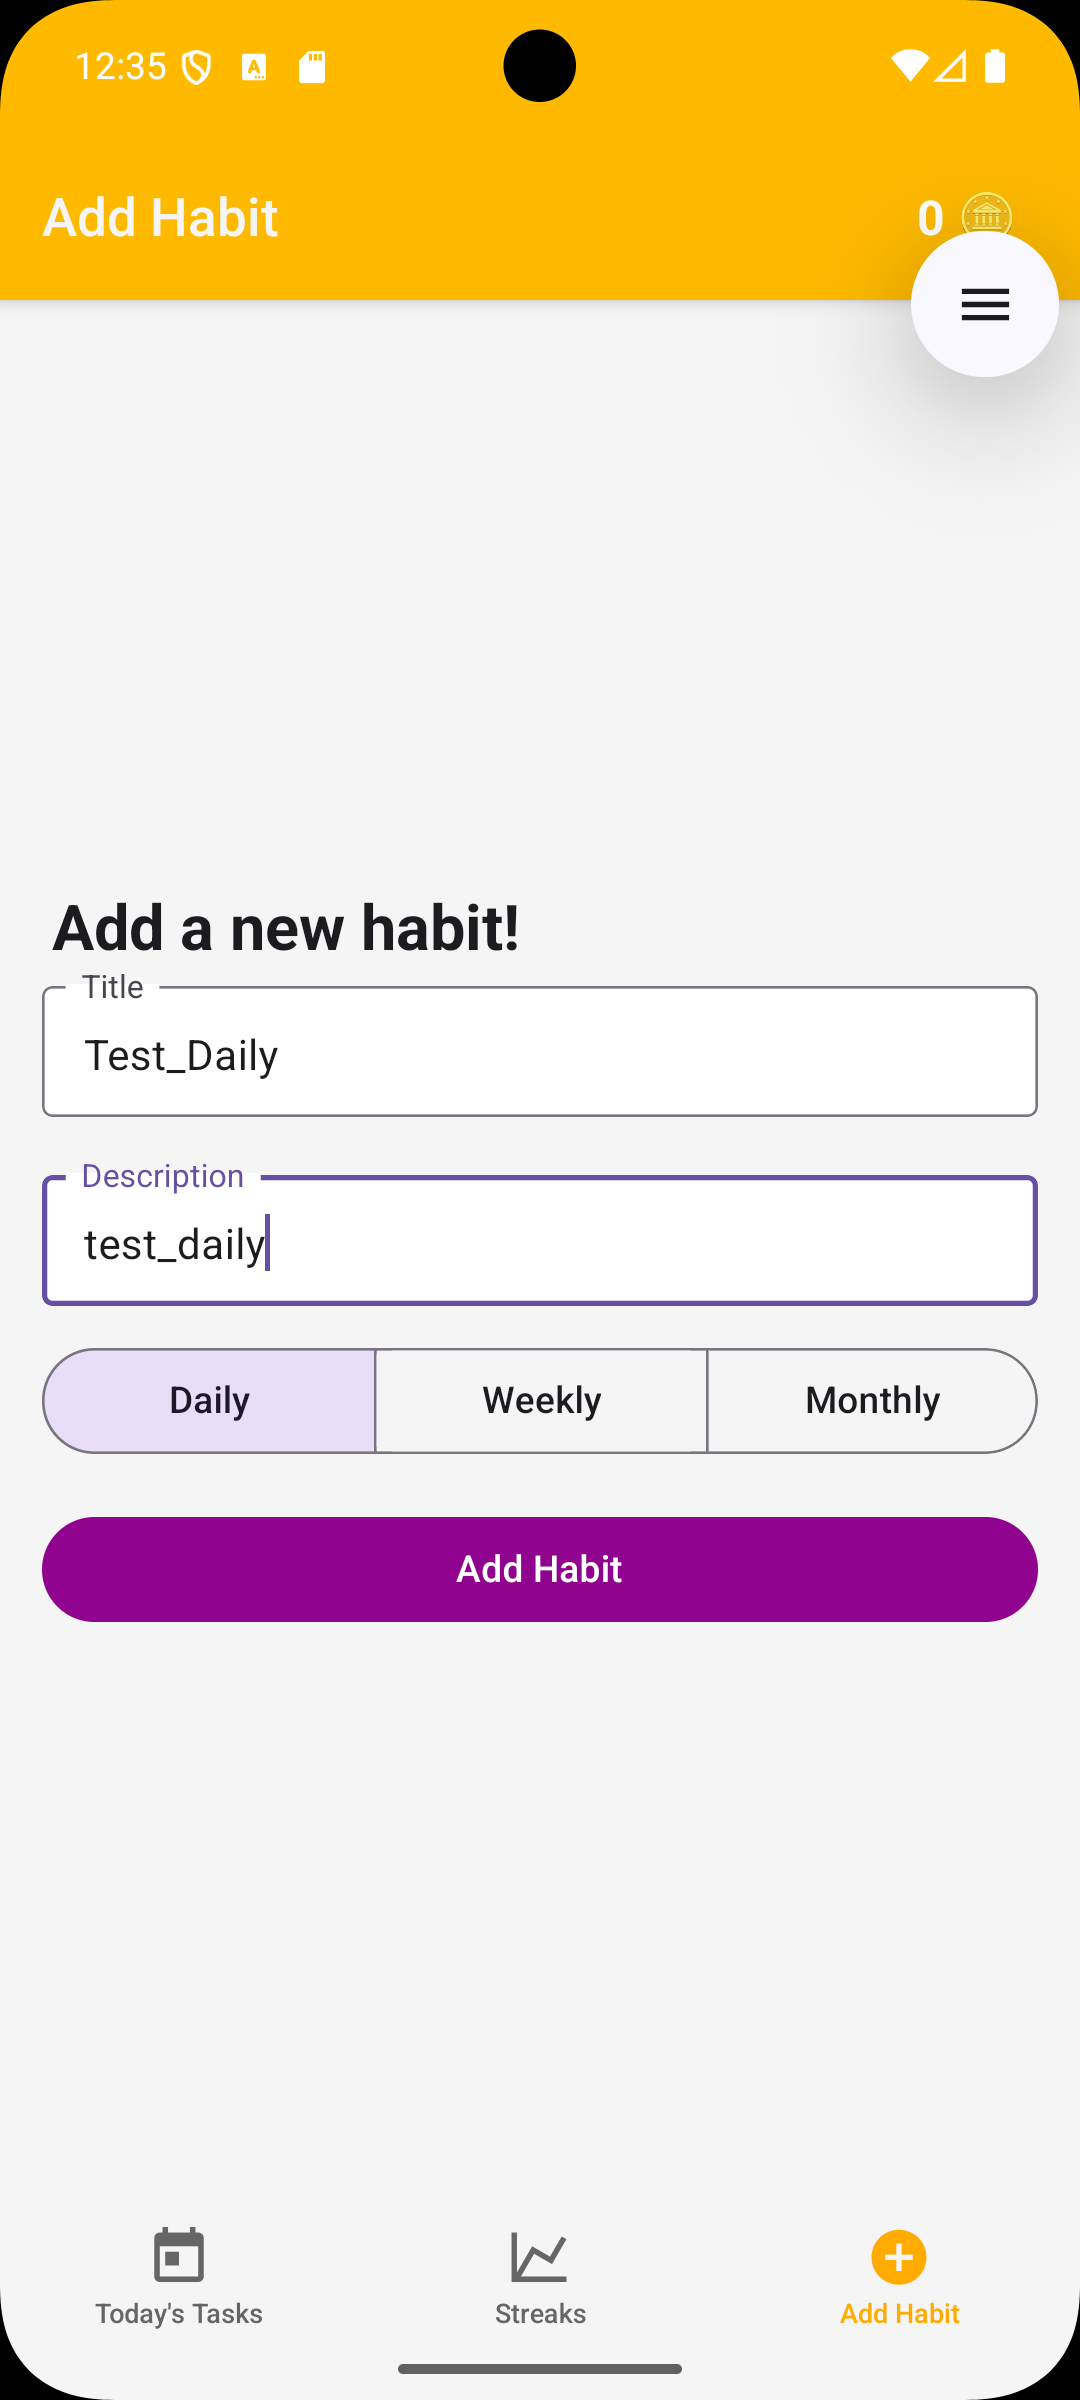 12:35
Add Habit
0
Add a new habit!
Title
Test_Daily
Description
test_daily
Daily Weekly Monthly
Add Habit
Today's Tasks Streaks Add Habit